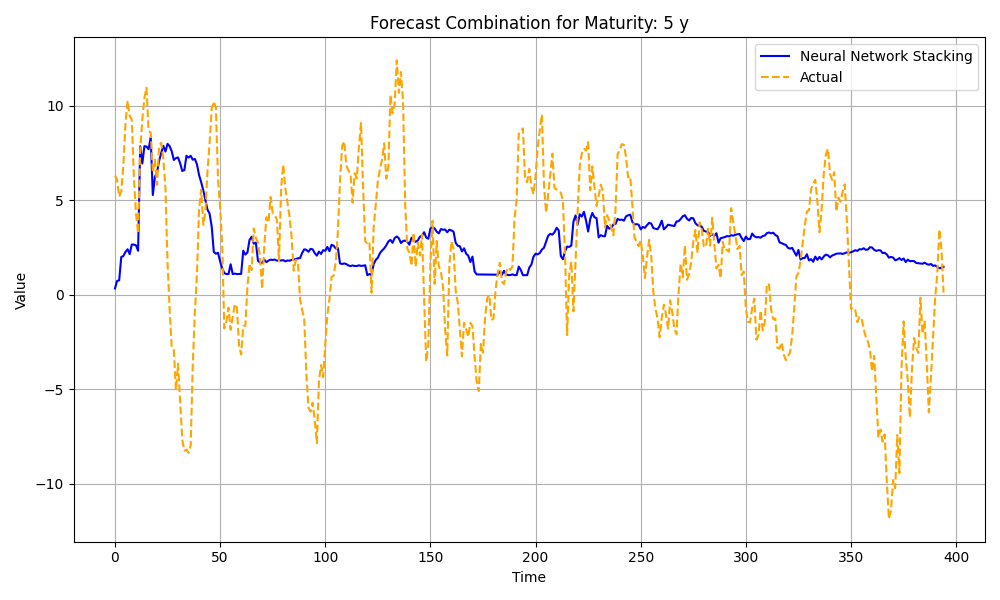 Forecast Combination for Maturity: 5 y
Neural Network Stacking
Actual
Value
10
5
0
−5
−10
0 50 100 150 200 250 300 350 400
Time